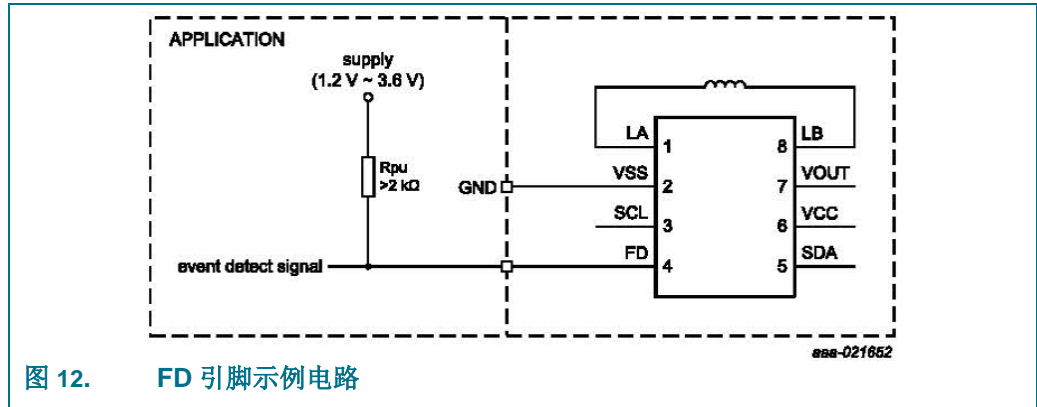 APPLICATION
supply
(1.2 V ~ 3.6 V)
Rpu
>2 kΩ
GND
event detect signal
LA
1
VSS
2
SCL
3
FD
4
LB
8
VOUT
7
VCC
6
SDA
5
aaa-021652
图 12. FD 引脚示例电路